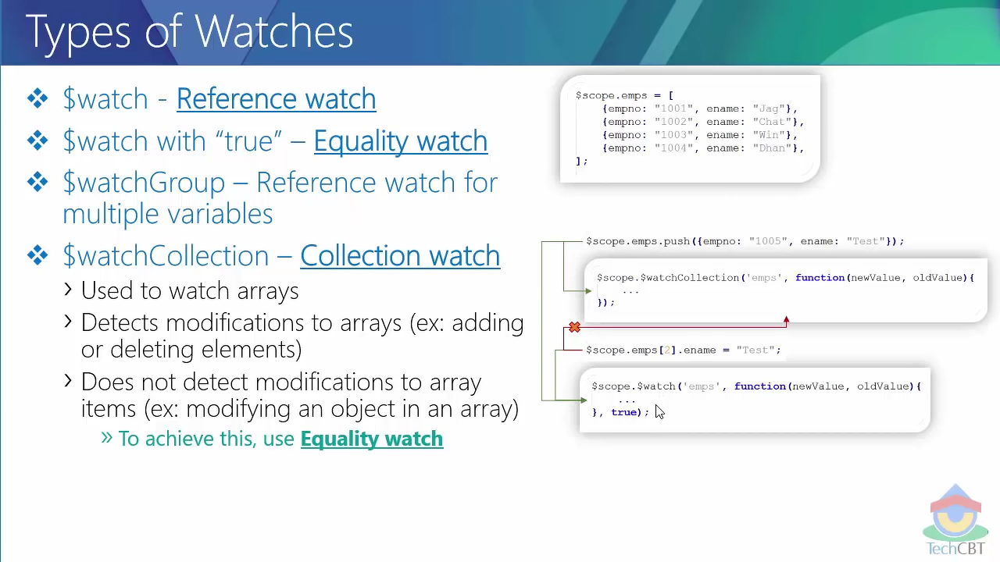 Types of Watches
$watch - Reference watch
$watch with “true” – Equality watch
$watchGroup – Reference watch for
multiple variables
$watchCollection – Collection watch
Used to watch arrays
Detects modifications to arrays (ex: adding
or deleting elements)
Does not detect modifications to array
items (ex: modifying an object in an array)
To achieve this, use Equality watch
$scope.emps = [
{empno: "1001", ename: "Jag"},
{empno: "1002", ename: "Chat"},
{empno: "1003", ename: "Win"},
{empno: "1004", ename: "Dhan"},
];
$scope.emps.push({empno: "1005", ename: "Test"});
$scope.$watchCollection('emps', function(newValue, oldValue){
...
});
$scope.emps[2].ename = "Test";
$scope.$watch('emps', function(newValue, oldValue){
...
}, true);
TechCBT